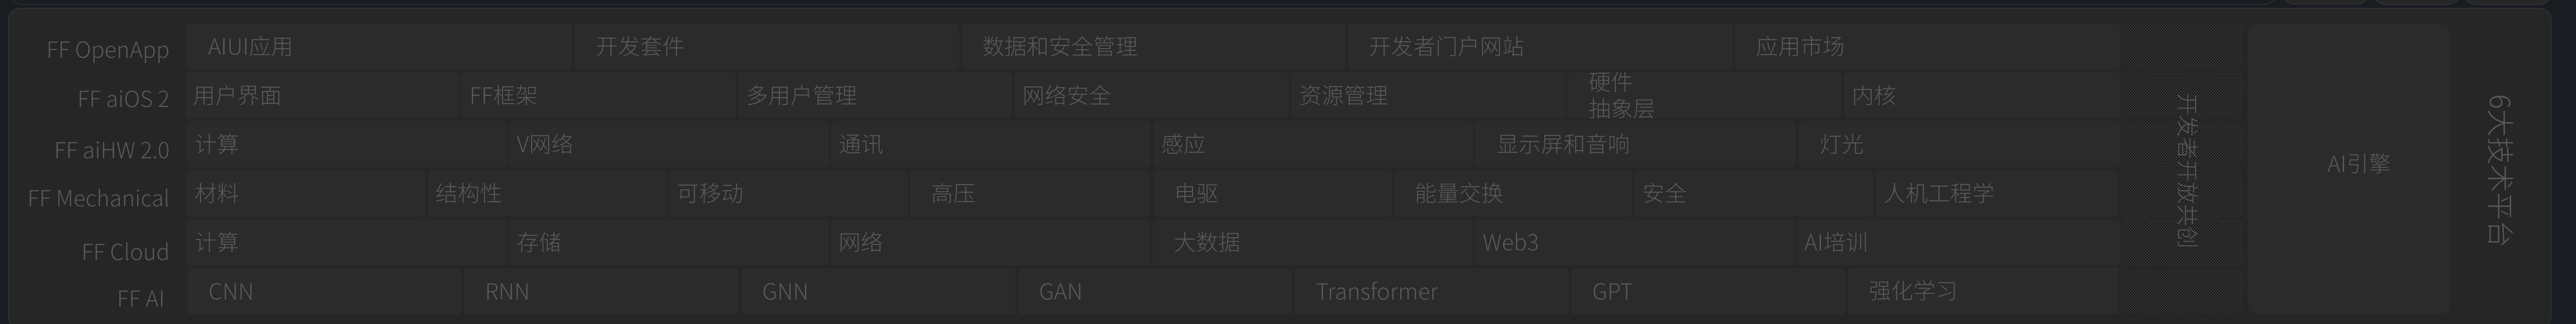 FF OpenApp AIUI应用 开发套件 数据和安全管理 开发者门户网站 应用市场
FF aiOS 2 用户界面 FF框架 多用户管理 网络安全 资源管理 硬件 内核
抽象层
FF aiHW 2.0 计算 V网络 通讯 感应 显示屏和音响 灯光
FF Mechanical 材料 结构性 可移动 高压 电驱 能量交换 安全 人机工程学
FF Cloud 计算 存储 网络 大数据 Web3 AI培训
FF AI CNN RNN GNN GAN Transformer GPT 强化学习
开发者开放共创
AI引擎
6大技术平台